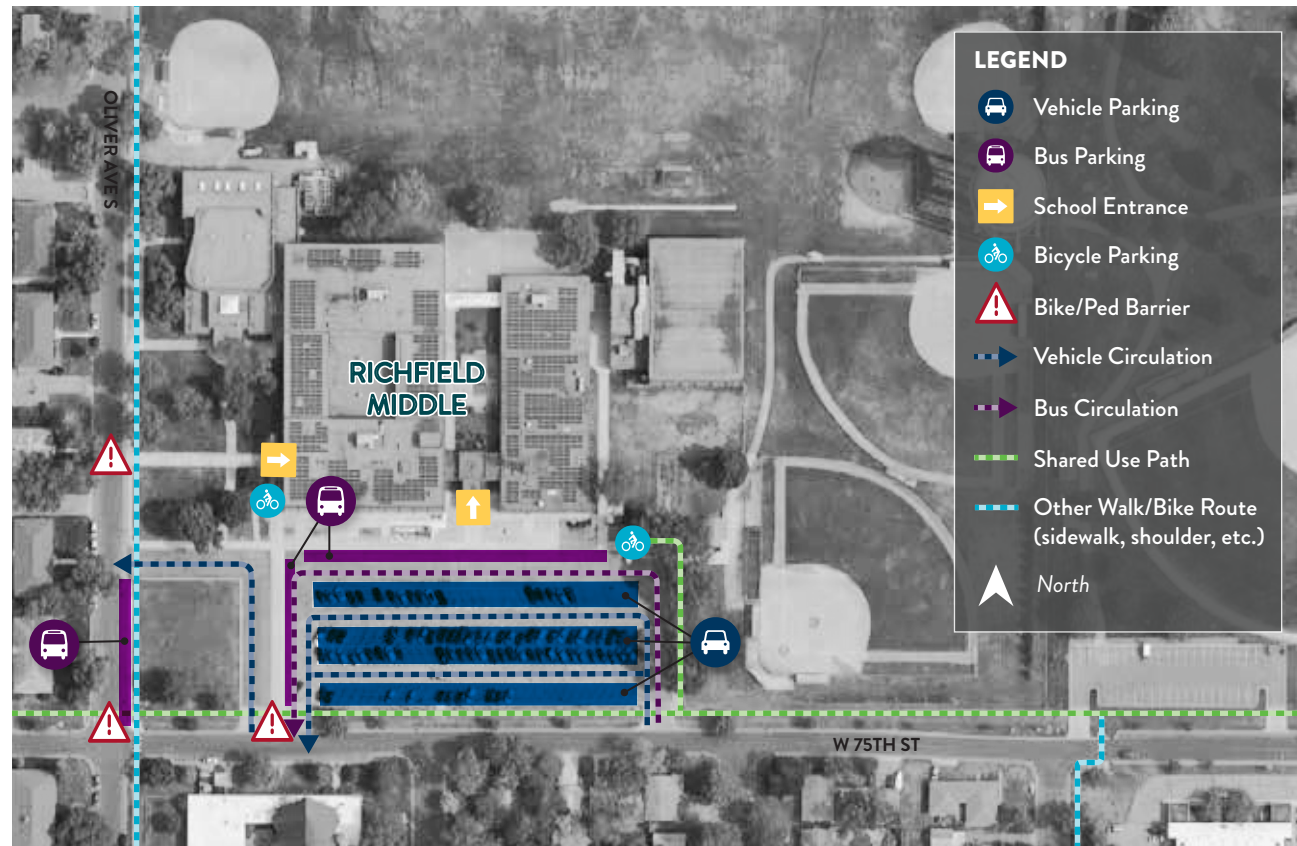 OLIVER AVE S
RICHFIELD
MIDDLE
W 75TH ST
LEGEND
Vehicle Parking
Bus Parking
School Entrance
Bicycle Parking
Bike/Ped Barrier
Vehicle Circulation
Bus Circulation
Shared Use Path
Other Walk/Bike Route
(sidewalk, shoulder, etc.)
North